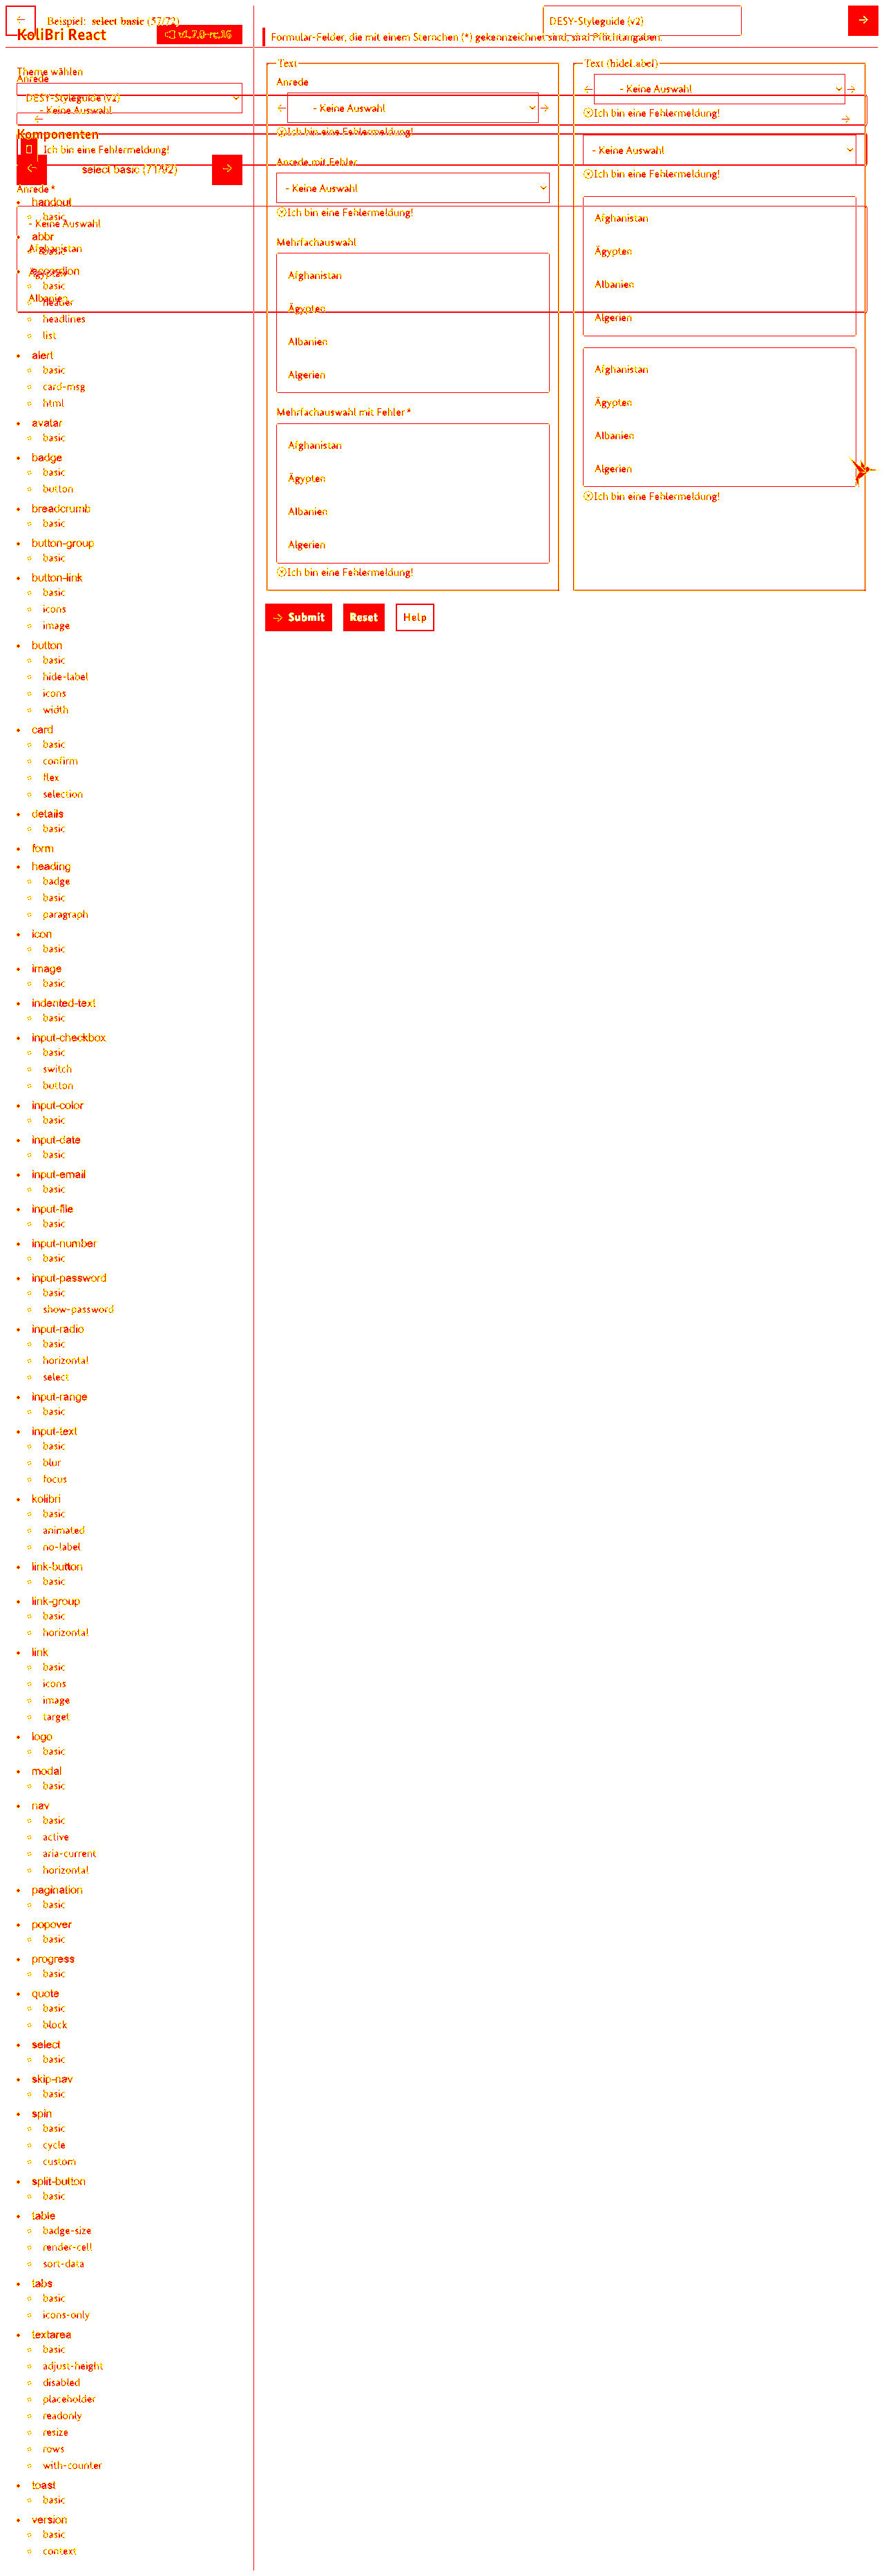 Beispiel: select basic (57/72)
DESY-Styleguide (v2)
KoliBri React
v1.7.0-rc.16
Formular-Felder, die mit einem Sternchen (*) gekennzeichnet sind, sind Pflichtangaben.
Theme wählen
Anrede
DESY-Styleguide (v2)
- Keine Auswahl
Komponenten
Ich bin eine Fehlermeldung!
select basic (71/92)
Anrede *
handout
basic
- Keine Auswahl
abbr
Afghanistan
basic
accordion
Ägypten
basic
Albanien
header
headlines
list
alert
basic
card-msg
html
avatar
basic
badge
basic
button
breadcrumb
basic
button-group
basic
button-link
basic
icons
image
button
basic
hide-label
icons
width
card
basic
confirm
flex
selection
details
basic
form
heading
badge
basic
paragraph
icon
basic
image
basic
indented-text
basic
input-checkbox
basic
switch
button
input-color
basic
input-date
basic
input-email
basic
input-file
basic
input-number
basic
input-password
basic
show-password
input-radio
basic
horizontal
select
input-range
basic
input-text
basic
blur
focus
kolibri
basic
animated
no-label
link-button
basic
link-group
basic
horizontal
link
basic
icons
image
target
logo
basic
modal
basic
nav
basic
active
aria-current
horizontal
pagination
basic
popover
basic
progress
basic
quote
basic
block
select
basic
skip-nav
basic
spin
basic
cycle
custom
split-button
basic
table
badge-size
render-cell
sort-data
tabs
basic
icons-only
textarea
basic
adjust-height
disabled
placeholder
readonly
resize
rows
with-counter
toast
basic
version
basic
context
Text
Anrede
- Keine Auswahl
Ich bin eine Fehlermeldung!
Anrede mit Fehler
- Keine Auswahl
Ich bin eine Fehlermeldung!
Mehrfachauswahl
Afghanistan
Ägypten
Albanien
Algerien
Mehrfachauswahl mit Fehler *
Afghanistan
Ägypten
Albanien
Algerien
Ich bin eine Fehlermeldung!
Text (hideLabel)
- Keine Auswahl
Ich bin eine Fehlermeldung!
- Keine Auswahl
Ich bin eine Fehlermeldung!
Afghanistan
Ägypten
Albanien
Algerien
Afghanistan
Ägypten
Albanien
Algerien
Ich bin eine Fehlermeldung!
Submit
Reset
Help